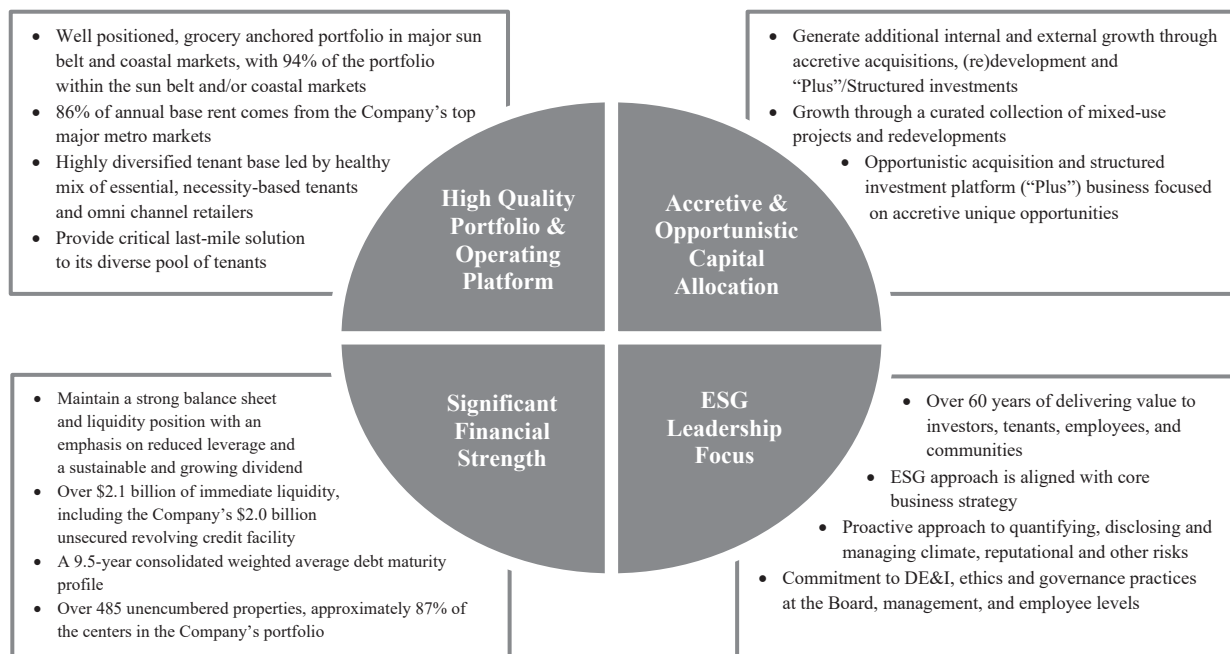 • Well positioned, grocery anchored portfolio in major sun
belt and coastal markets, with 94% of the portfolio
within the sun belt and/or coastal markets
• 86% of annual base rent comes from the Company’s top
major metro markets
• Highly diversified tenant base led by healthy
mix of essential, necessity-based tenants
and omni channel retailers
• Provide critical last-mile solution
to its diverse pool of tenants
High Quality
Portfolio &
Operating
Platform
Accretive &
Opportunistic
Capital
Allocation
• Generate additional internal and external growth through
accretive acquisitions, (re)development and
“Plus”/Structured investments
• Growth through a curated collection of mixed-use
projects and redevelopments
• Opportunistic acquisition and structured
investment platform (“Plus”) business focused
on accretive unique opportunities
• Maintain a strong balance sheet
and liquidity position with an
emphasis on reduced leverage and
a sustainable and growing dividend
• Over $2.1 billion of immediate liquidity,
including the Company’s $2.0 billion
unsecured revolving credit facility
• A 9.5-year consolidated weighted average debt maturity
profile
• Over 485 unencumbered properties, approximately 87% of
the centers in the Company’s portfolio
Significant
Financial
Strength
ESG
Leadership
Focus
• Over 60 years of delivering value to
investors, tenants, employees, and
communities
• ESG approach is aligned with core
business strategy
• Proactive approach to quantifying, disclosing and
managing climate, reputational and other risks
• Commitment to DE&I, ethics and governance practices
at the Board, management, and employee levels